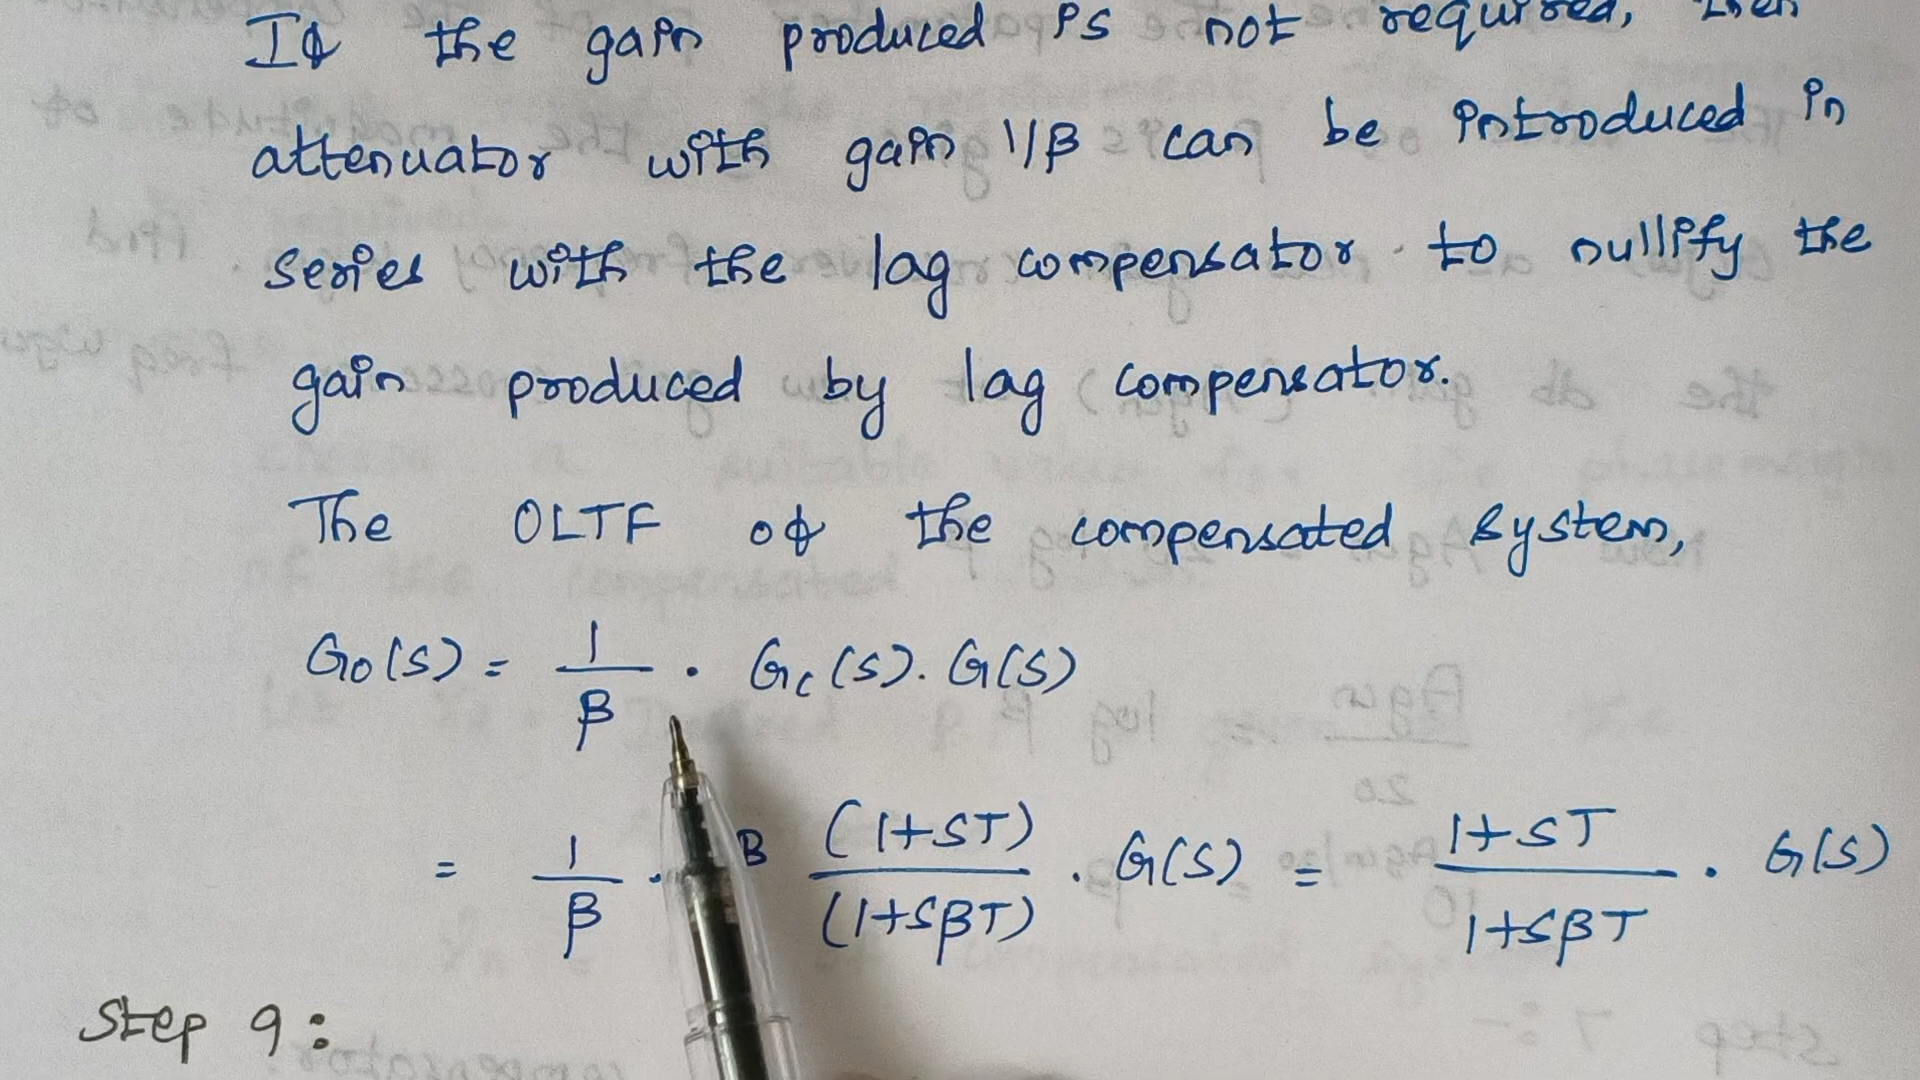 If the gain produced is not required, then
attenuator with gain 1/β can be introduced in
series with the lag compensator to nullify the
gain produced by lag compensator.
The OLTF of the compensated system,
Go(s) = 1/β . Gc(s). G(s)
= 1/β . β (1+sT)/(1+sβT) . G(s) = 1+sT/1+sβT . G(s)
Step 9: